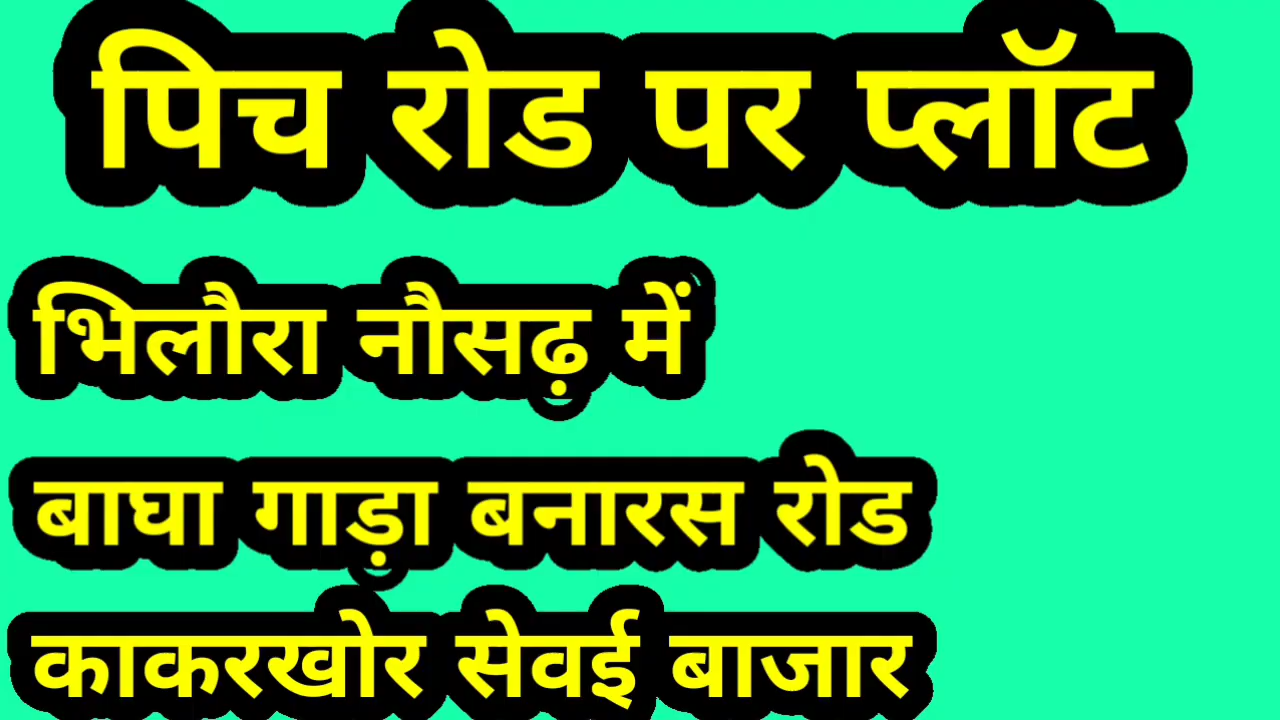 पिच रोड पर प्लॉट
भिलौरा नौसढ़ में
बाघा गाड़ा बनारस रोड
काकरखोर सेवई बाजार